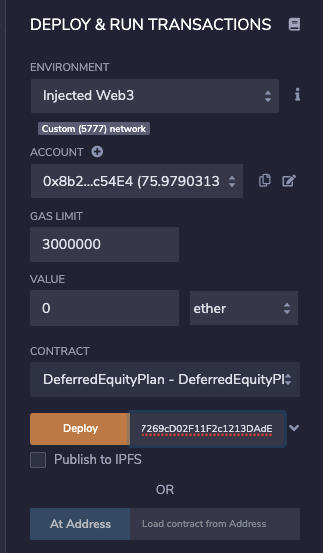 DEPLOY & RUN TRANSACTIONS
ENVIRONMENT
Injected Web3
Custom (5777) network
ACCOUNT
0x8b2...c54E4 (75.9790313
GAS LIMIT
3000000
VALUE
0 ether
CONTRACT
DeferredEquityPlan - DeferredEquityPl
Deploy 7269cD02F11F2c1213DAdE
Publish to IPFS
OR
At Address Load contract from Address